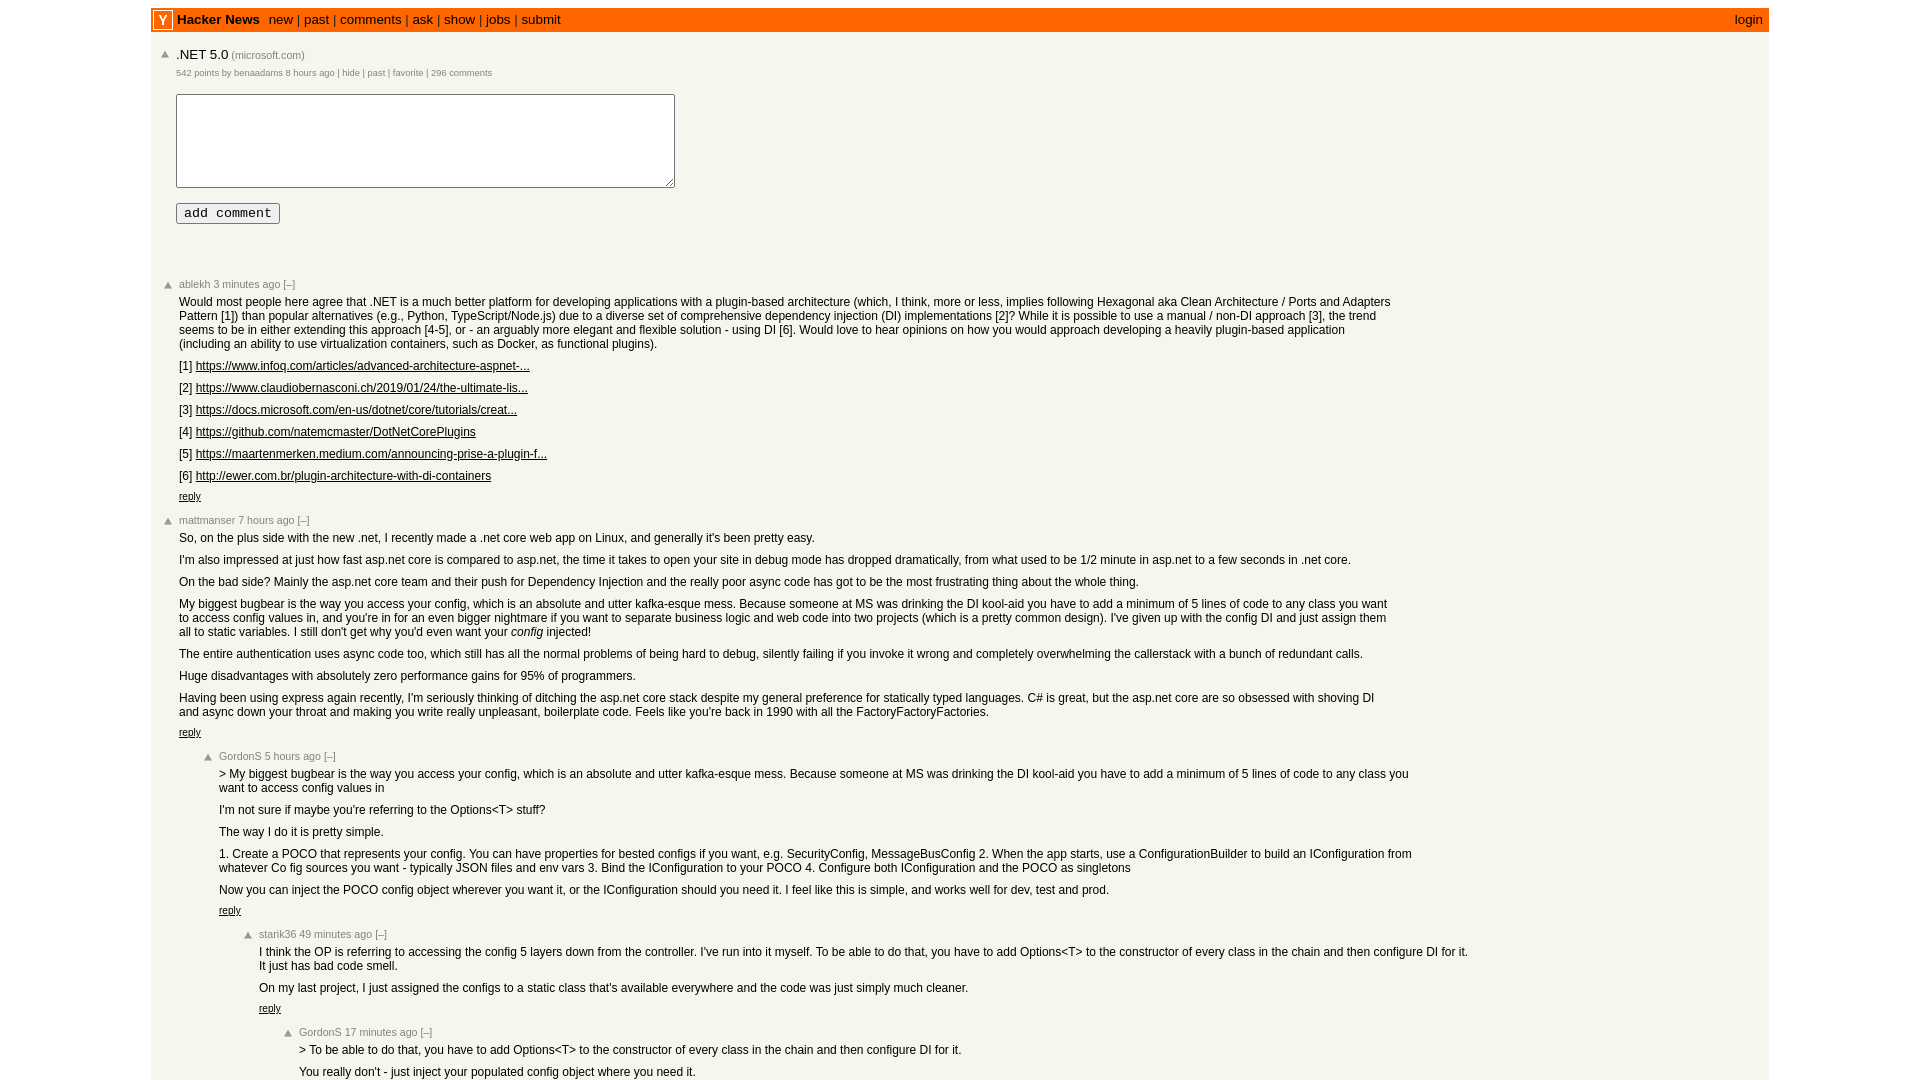 Y Hacker News new | past | comments | ask | show | jobs | submit login
.NET 5.0 (microsoft.com)
542 points by benaadams 8 hours ago | hide | past | favorite | 296 comments
add comment
ablekh 3 minutes ago [–]
Would most people here agree that .NET is a much better platform for developing applications with a plugin-based architecture (which, I think, more or less, implies following Hexagonal aka Clean Architecture / Ports and Adapters
Pattern [1]) than popular alternatives (e.g., Python, TypeScript/Node.js) due to a diverse set of comprehensive dependency injection (DI) implementations [2]? While it is possible to use a manual / non-DI approach [3], the trend
seems to be in either extending this approach [4-5], or - an arguably more elegant and flexible solution - using DI [6]. Would love to hear opinions on how you would approach developing a heavily plugin-based application
(including an ability to use virtualization containers, such as Docker, as functional plugins).
[1] https://www.infoq.com/articles/advanced-architecture-aspnet-...
[2] https://www.claudiobernasconi.ch/2019/01/24/the-ultimate-lis...
[3] https://docs.microsoft.com/en-us/dotnet/core/tutorials/creat...
[4] https://github.com/natemcmaster/DotNetCorePlugins
[5] https://maartenmerken.medium.com/announcing-prise-a-plugin-f...
[6] http://ewer.com.br/plugin-architecture-with-di-containers
reply
mattmanser 7 hours ago [–]
So, on the plus side with the new .net, I recently made a .net core web app on Linux, and generally it's been pretty easy.
I'm also impressed at just how fast asp.net core is compared to asp.net, the time it takes to open your site in debug mode has dropped dramatically, from what used to be 1/2 minute in asp.net to a few seconds in .net core.
On the bad side? Mainly the asp.net core team and their push for Dependency Injection and the really poor async code has got to be the most frustrating thing about the whole thing.
My biggest bugbear is the way you access your config, which is an absolute and utter kafka-esque mess. Because someone at MS was drinking the DI kool-aid you have to add a minimum of 5 lines of code to any class you want
to access config values in, and you're in for an even bigger nightmare if you want to separate business logic and web code into two projects (which is a pretty common design). I've given up with the config DI and just assign them
all to static variables. I still don't get why you'd even want your config injected!
The entire authentication uses async code too, which still has all the normal problems of being hard to debug, silently failing if you invoke it wrong and completely overwhelming the callerstack with a bunch of redundant calls.
Huge disadvantages with absolutely zero performance gains for 95% of programmers.
Having been using express again recently, I'm seriously thinking of ditching the asp.net core stack despite my general preference for statically typed languages. C# is great, but the asp.net core are so obsessed with shoving DI
and async down your throat and making you write really unpleasant, boilerplate code. Feels like you're back in 1990 with all the FactoryFactoryFactories.
reply
GordonS 5 hours ago [–]
> My biggest bugbear is the way you access your config, which is an absolute and utter kafka-esque mess. Because someone at MS was drinking the DI kool-aid you have to add a minimum of 5 lines of code to any class you
want to access config values in
I'm not sure if maybe you're referring to the Options<T> stuff?
The way I do it is pretty simple.
1. Create a POCO that represents your config. You can have properties for bested configs if you want, e.g. SecurityConfig, MessageBusConfig 2. When the app starts, use a ConfigurationBuilder to build an IConfiguration from
whatever Co fig sources you want - typically JSON files and env vars 3. Bind the IConfiguration to your POCO 4. Configure both IConfiguration and the POCO as singletons
Now you can inject the POCO config object wherever you want it, or the IConfiguration should you need it. I feel like this is simple, and works well for dev, test and prod.
reply
starik36 49 minutes ago [–]
I think the OP is referring to accessing the config 5 layers down from the controller. I've run into it myself. To be able to do that, you have to add Options<T> to the constructor of every class in the chain and then configure DI for it.
It just has bad code smell.
On my last project, I just assigned the configs to a static class that's available everywhere and the code was just simply much cleaner.
reply
GordonS 17 minutes ago [–]
> To be able to do that, you have to add Options<T> to the constructor of every class in the chain and then configure DI for it.
You really don't - just inject your populated config object where you need it.